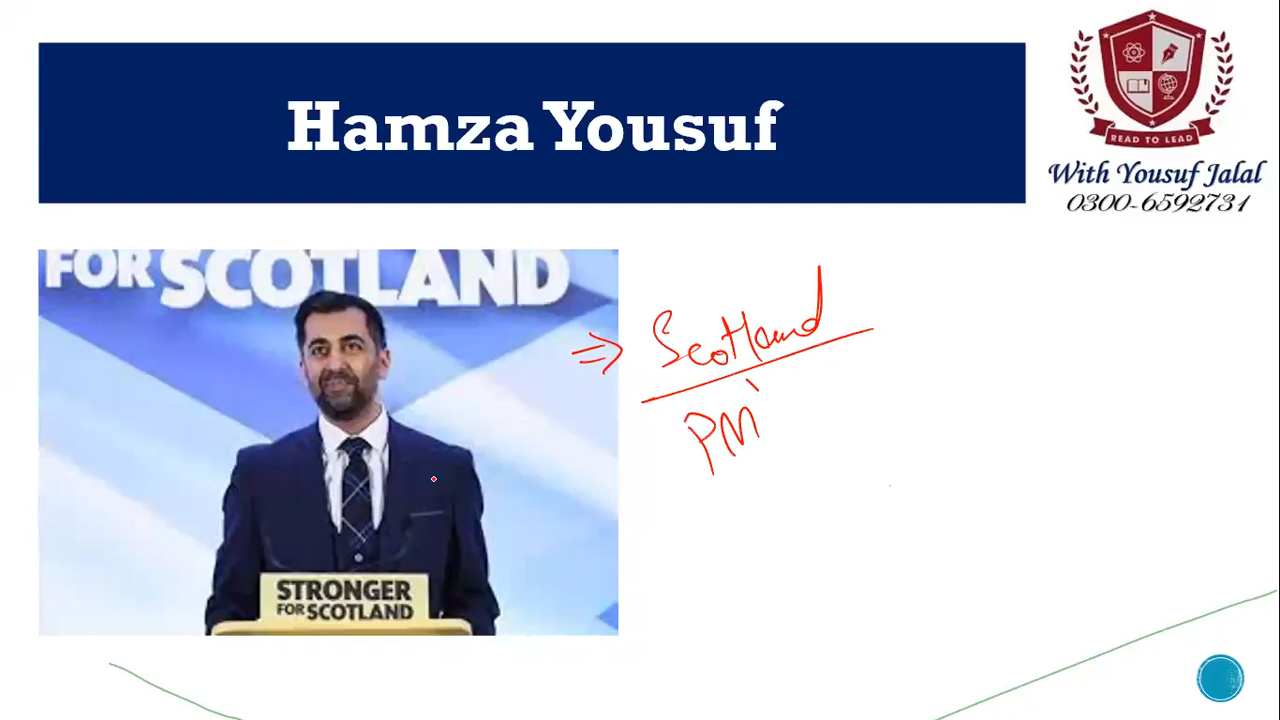 Hamza Yousuf
READ TO LEAD
With Yousuf Jalal
0300-6592731
FOR SCOTLAND
Scotland
PM
STRONGER
FOR SCOTLAND